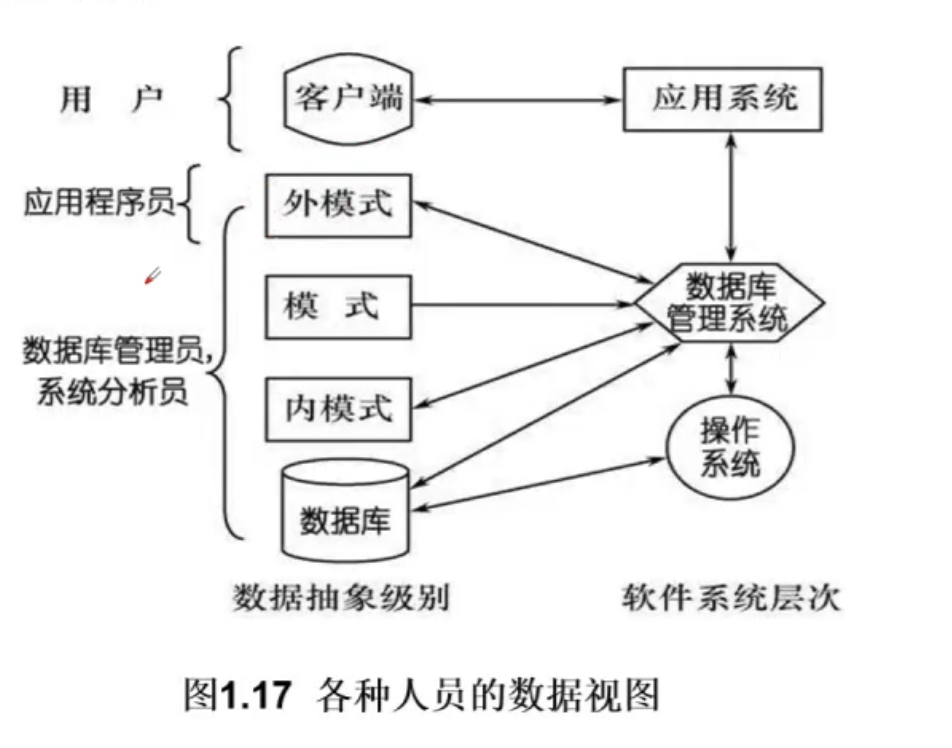 用 户
客户端
应用系统
应用程序员
外模式
模 式
数据库
管理系统
数据库管理员,
系统分析员
内模式
操作
系统
数据库
数据抽象级别
软件系统层次
图1.17 各种人员的数据视图